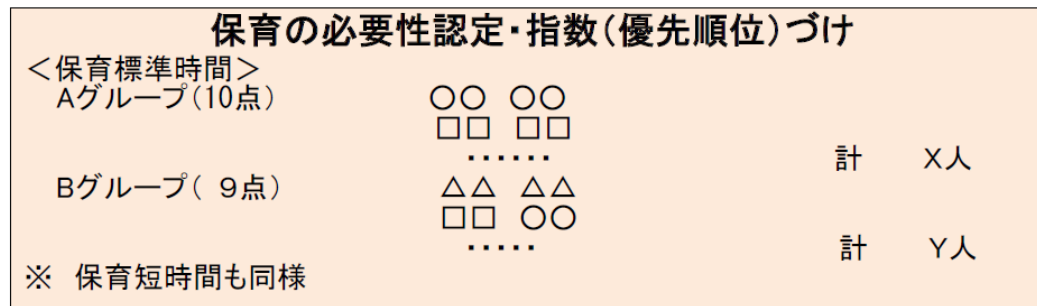 保育の必要性認定・指数(優先順位)づけ
<保育標準時間>
Aグループ(10点) ○○ ○○
□□ □□
・・・・・・
計 X人
Bグループ( 9点) △△ △△
□□ ○○
・・・・・
計 Y人
※ 保育短時間も同様